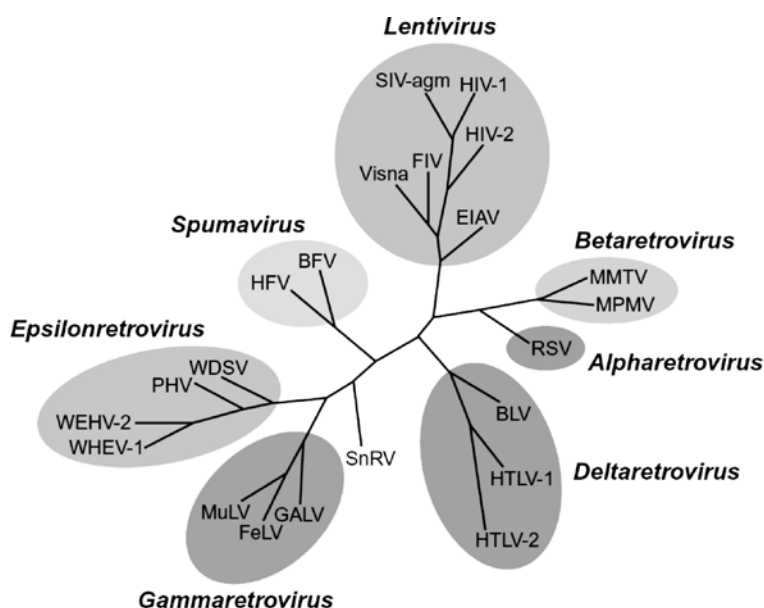 Lentivirus
SIV-agm
HIV-1
HIV-2
FIV
Visna
EIAV
Spumavirus
BFV
HFV
Betaretrovirus
MMTV
MPMV
RSV
Alpharetrovirus
Epsilonretrovirus
WDSV
PHV
WEHV-2
WHEV-1
SnRV
BLV
HTLV-1
HTLV-2
Deltaretrovirus
MuLV
FeLV
GALV
Gammaretrovirus